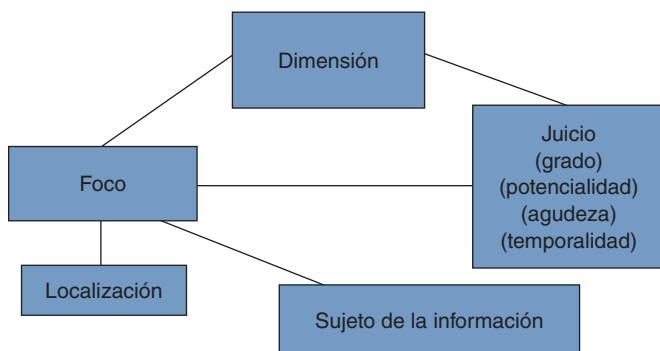 Dimensión
Juicio
(grado)
(potencialidad)
(agudeza)
(temporalidad)
Foco
Localización
Sujeto de la información